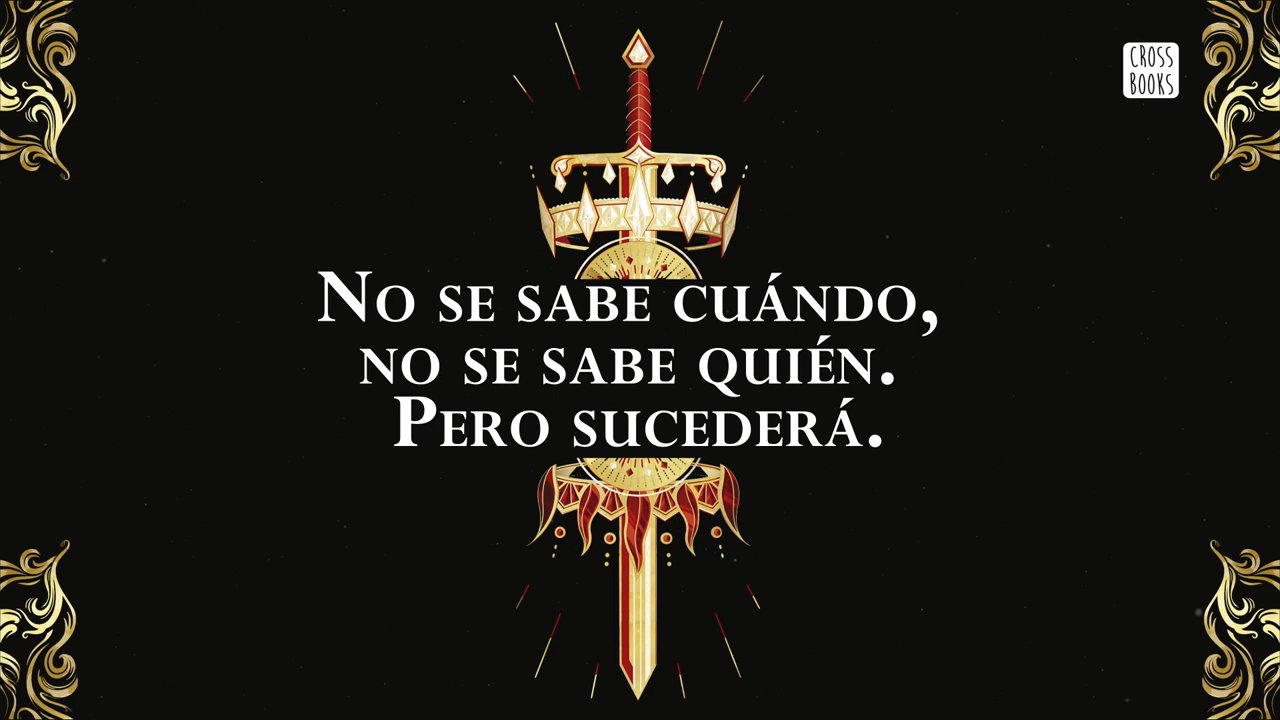 CROSS
BOOKS
No se sabe cuándo,
no se sabe quién.
Pero sucederá.